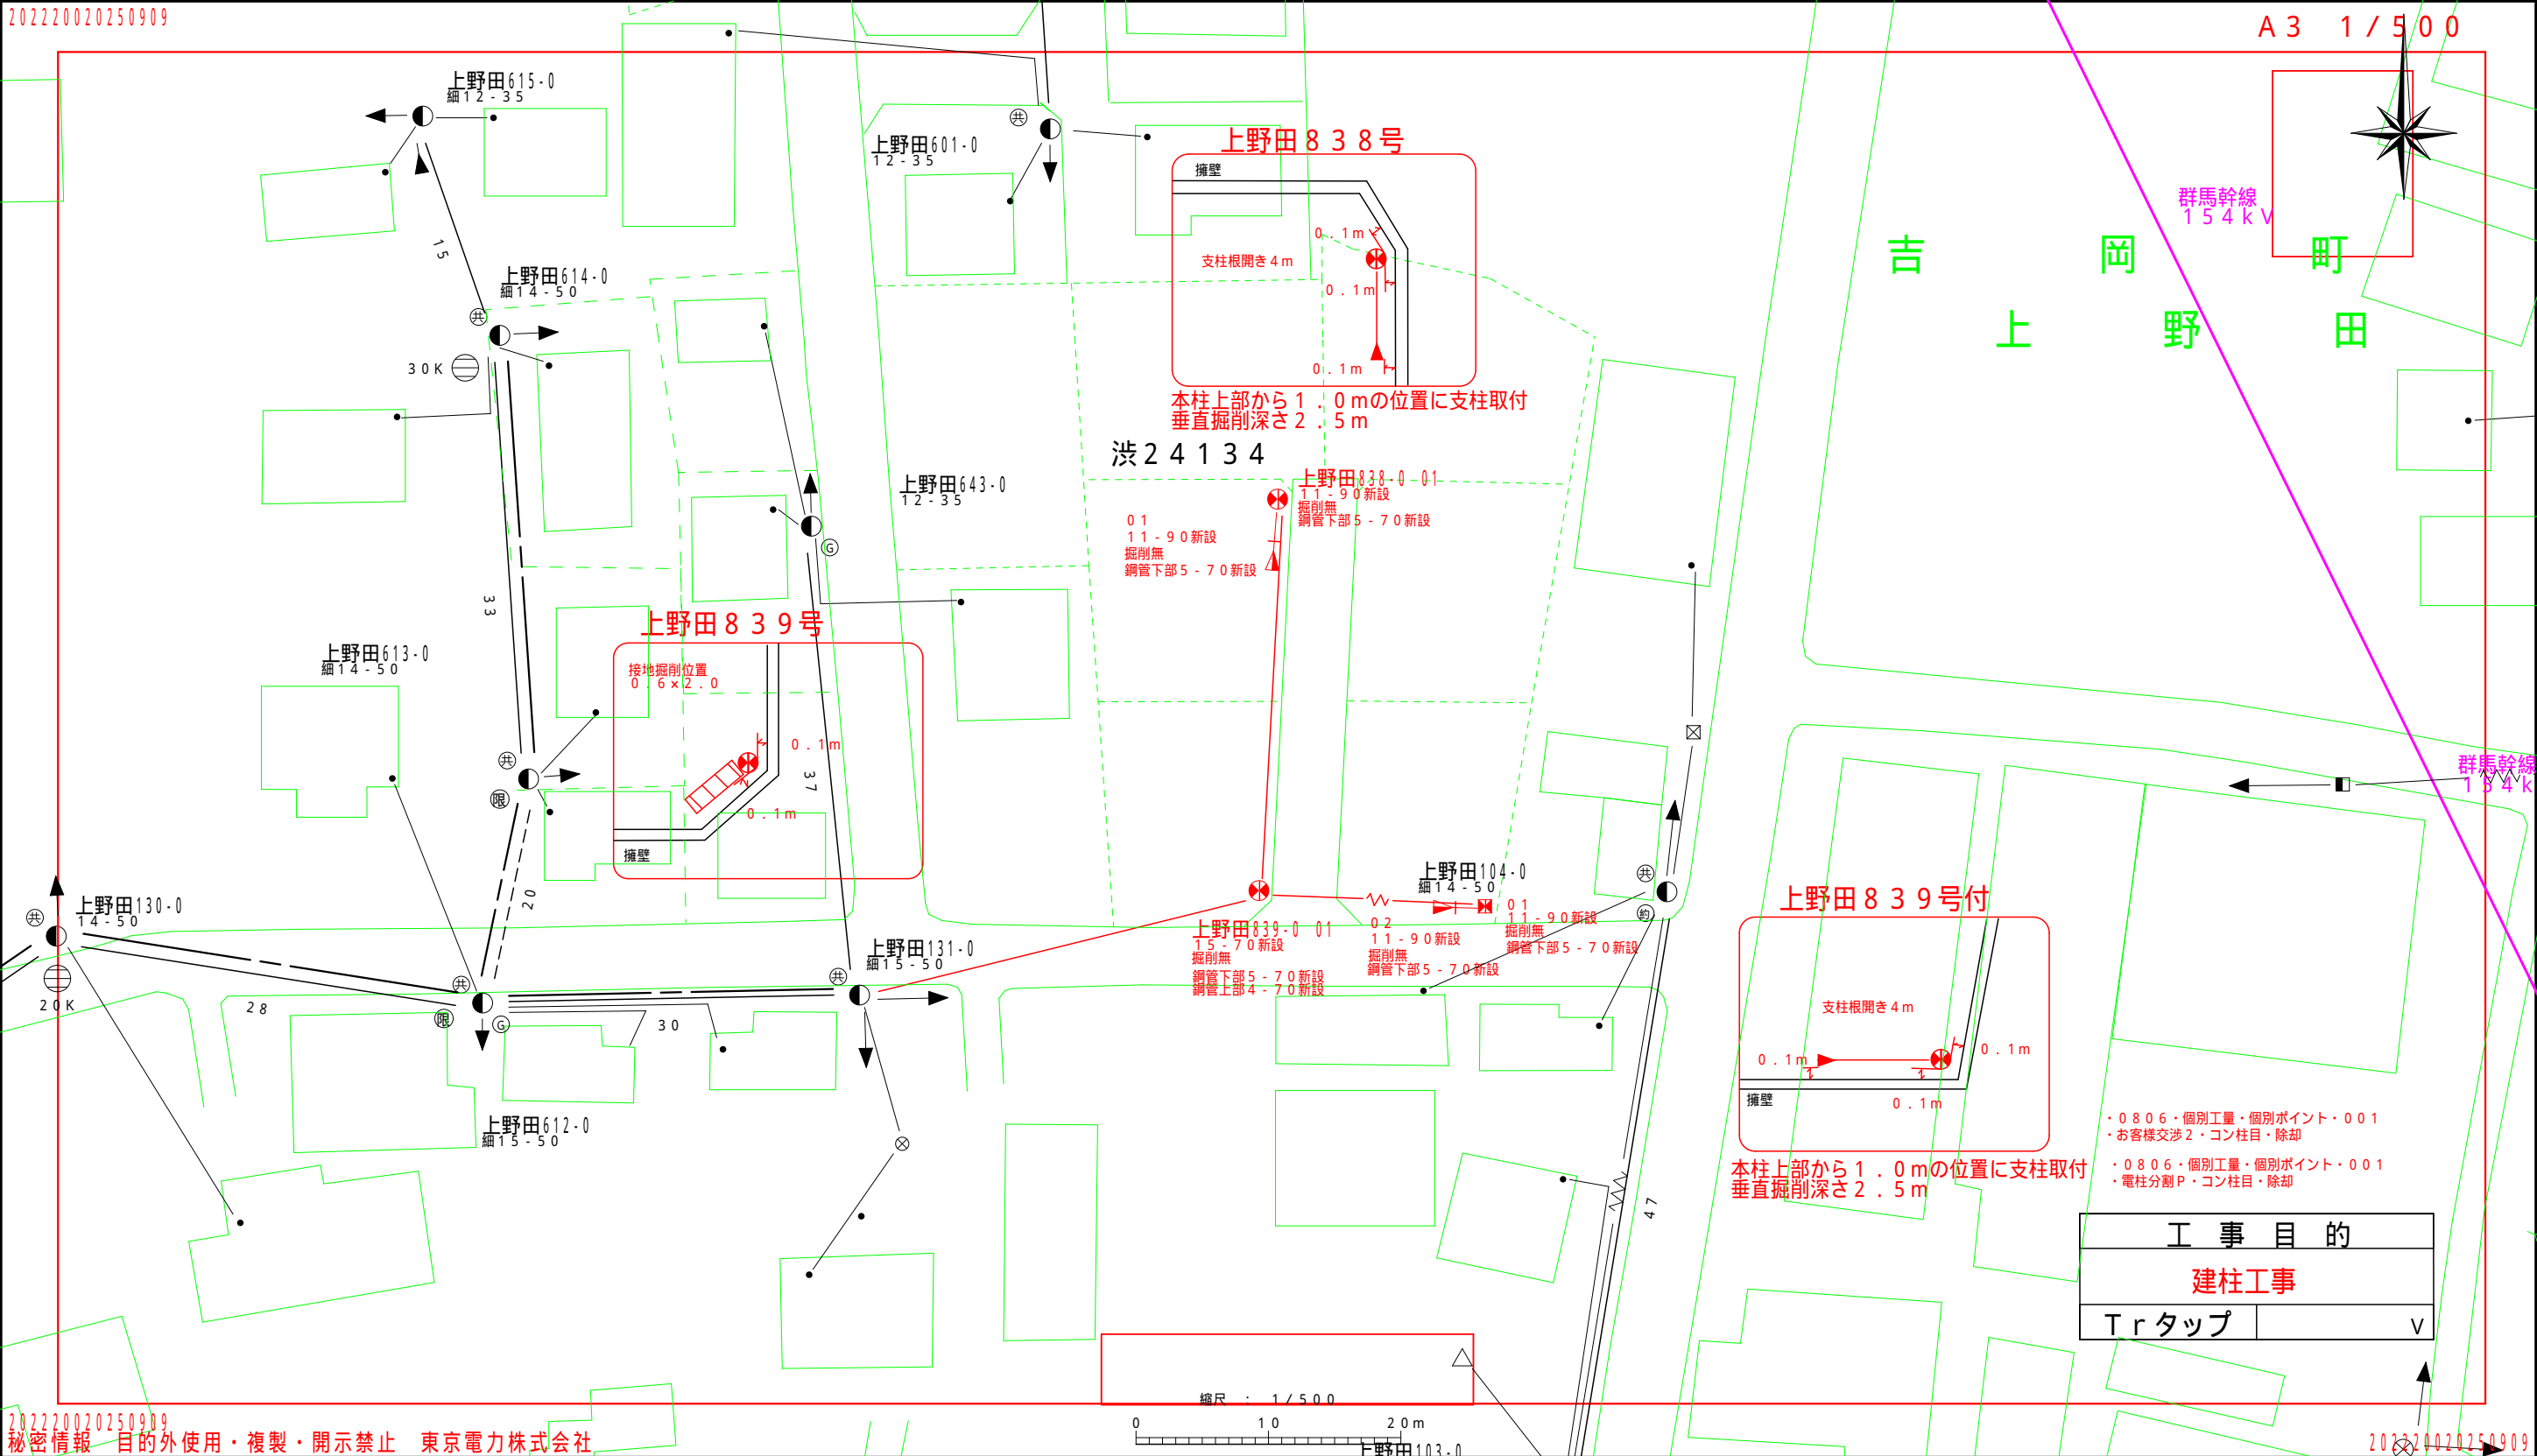 202220020250909
A3 1/500
上野田615-0
細12-35
上野田601-0
12-35
上野田838号
擁壁
0.1m
支柱根開き4m
0.1m
0.1m
本柱上部から1.0mの位置に支柱取付
垂直掘削深さ2.5m
群馬幹線
154kV
吉岡町
上野田
15
上野田614-0
細14-50
共
共
30K
渋24134
上野田643-0
12-35
G
上野田838-0 01
11-90新設
掘削無
鋼管下部5-70新設
01
11-90新設
掘削無
鋼管下部5-70新設
33
上野田839号
接地掘削位置
0.6×2.0
0.1m
0.1m
擁壁
37
上野田613-0
細14-50
共
限
20
群馬幹線
154k
上野田130-0
14-50
共
20K
28
上野田131-0
細15-50
共
共
限
G
30
上野田612-0
細15-50
上野田839-0 01
15-70新設
掘削無
鋼管下部5-70新設
鋼管上部4-70新設
上野田104-0
細14-50
共
約
02
11-90新設
掘削無
鋼管下部5-70新設
01
11-90新設
掘削無
鋼管下部5-70新設
47
上野田839号付
支柱根開き4m
0.1m
0.1m
0.1m
擁壁
本柱上部から1.0mの位置に支柱取付
垂直掘削深さ2.5m
・0806・個別工量・個別ポイント・001
・お客様交渉2・コン柱目・除却
・0806・個別工量・個別ポイント・001
・電柱分割P・コン柱目・除却
工事目的
建柱工事
Trタップ V
縮尺 : 1/500
0 10 20m
上野田103-0
202220020250909
秘密情報 目的外使用・複製・開示禁止 東京電力株式会社
202220020250909